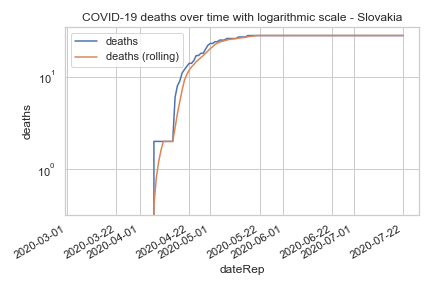 COVID-19 deaths over time with logarithmic scale - Slovakia
deaths
deaths (rolling)
10¹
10⁰
deaths
2020-03-01
2020-03-22
2020-04-01
2020-04-22
2020-05-01
2020-05-22
2020-06-01
2020-06-22
2020-07-01
2020-07-22
dateRep